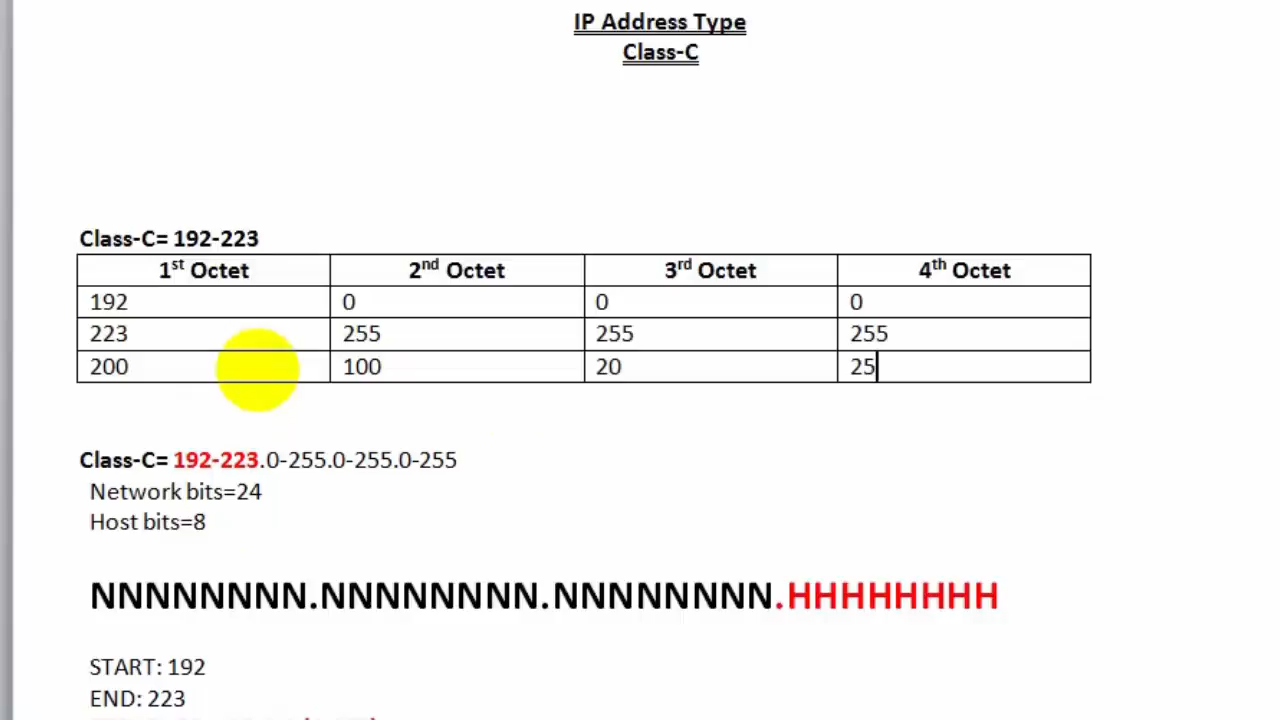 IP Address Type
Class-C
Class-C= 192-223
1st Octet 2nd Octet 3rd Octet 4th Octet
192 0 0 0
223 255 255 255
200 100 20 25
Class-C= 192-223.0-255.0-255.0-255
Network bits=24
Host bits=8
NNNNNNNN.NNNNNNNN.NNNNNNNN.HHHHHHHH
START: 192
END: 223